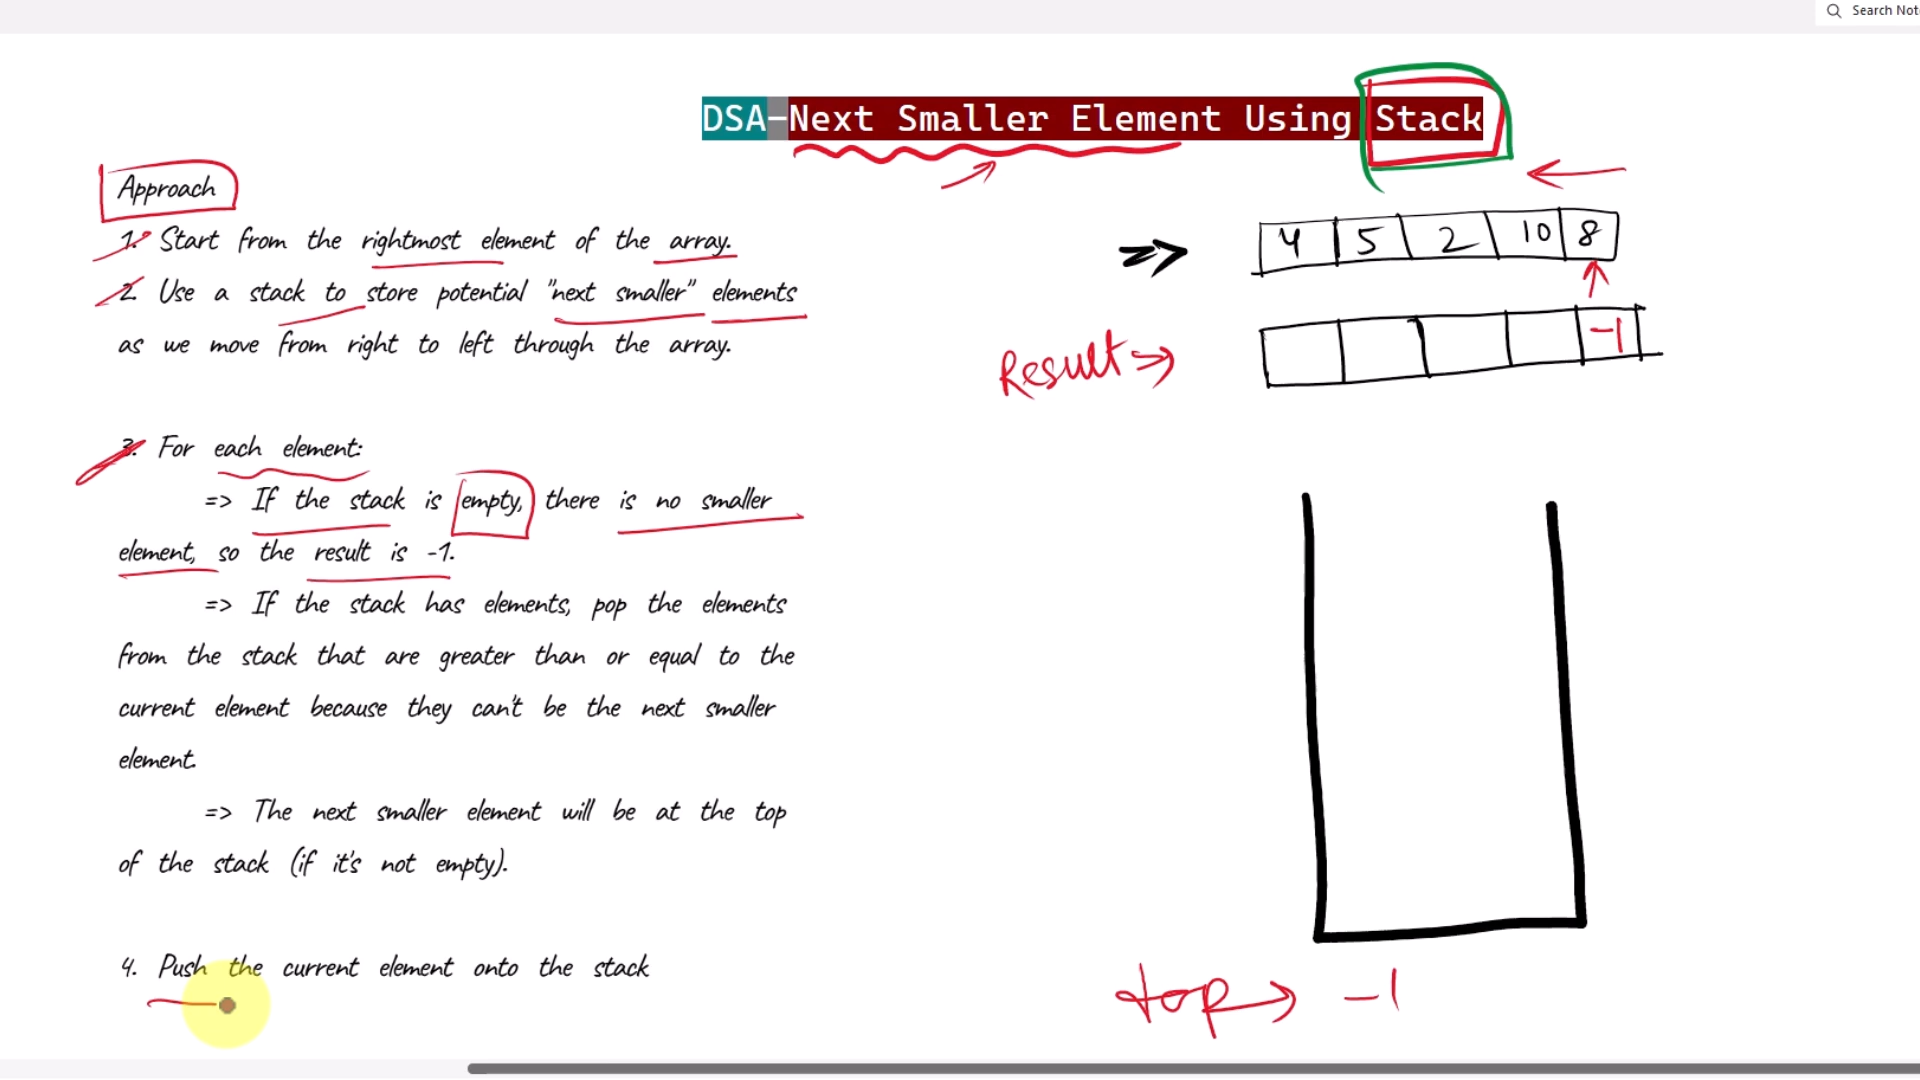 Search Not
DSA-Next Smaller Element Using Stack
Approach
1. Start from the rightmost element of the array.
2. Use a stack to store potential "next smaller" elements
as we move from right to left through the array.
3. For each element:
=> If the stack is empty, there is no smaller
element, so the result is -1.
=> If the stack has elements, pop the elements
from the stack that are greater than or equal to the
current element because they can't be the next smaller
element.
=> The next smaller element will be at the top
of the stack (if it's not empty).
4. Push the current element onto the stack
4 5 2 10 8
Result => -1
top -> -1